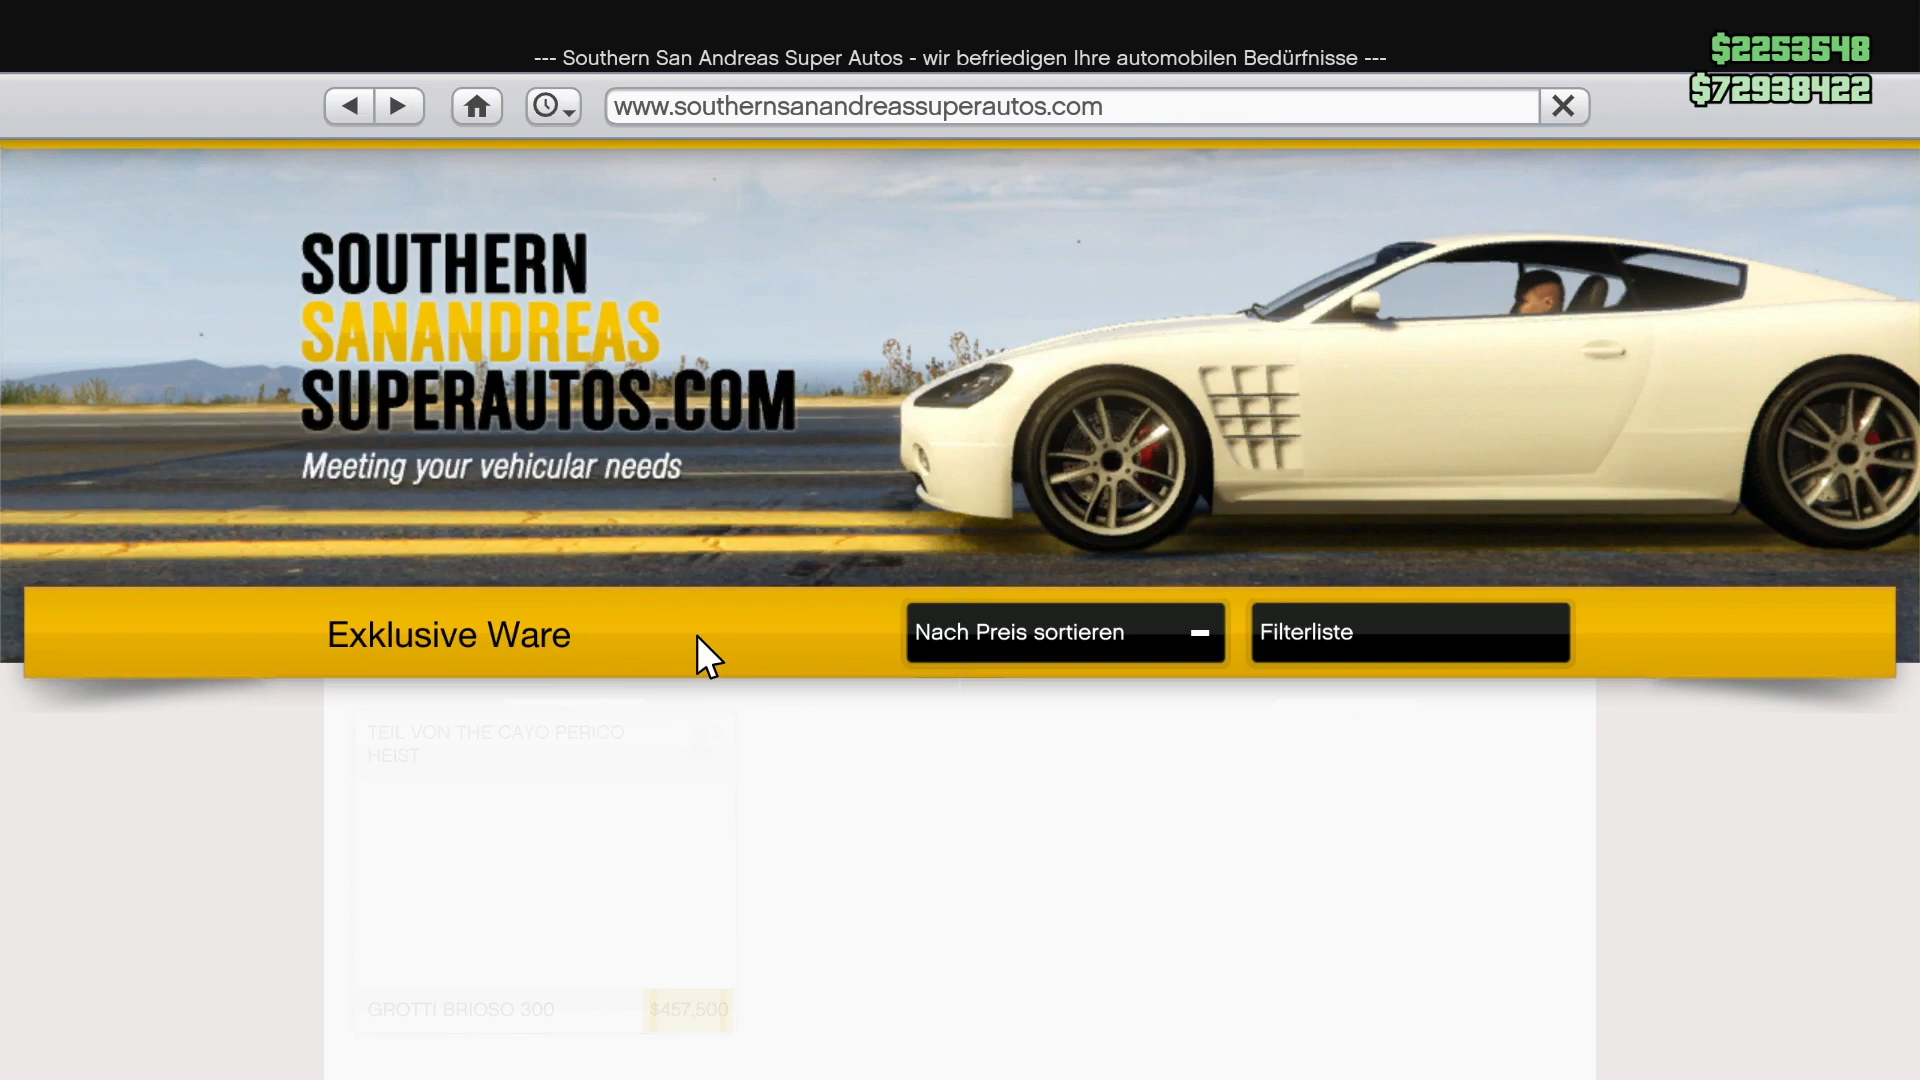 --- Southern San Andreas Super Autos - wir befriedigen Ihre automobilen Bedürfnisse ---
$2253548
$72938422
www.southernsanandreassuperautos.com
SOUTHERN
SANANDREAS
SUPERAUTOS.COM
Meeting your vehicular needs
Exklusive Ware
Nach Preis sortieren
Filterliste
TEIL VON THE CAYO PERICO
HEIST
GROTTI BRIOSO 300
$457,500